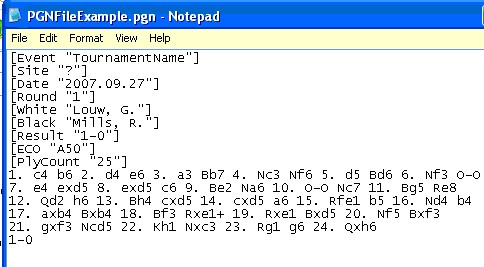 PGNFileExample.pgn - Notepad
File Edit Format View Help
[Event "TournamentName"]
[Site "?"]
[Date "2007.09.27"]
[Round "1"]
[White "Louw, G."]
[Black "Mills, R."]
[Result "1-0"]
[ECO "A50"]
[PlyCount "25"]
1. c4 b6 2. d4 e6 3. a3 Bb7 4. Nc3 Nf6 5. d5 Bd6 6. Nf3 O-O
7. e4 exd5 8. exd5 c6 9. Be2 Na6 10. O-O Nc7 11. Bg5 Re8
12. Qd2 h6 13. Bh4 cxd5 14. cxd5 a6 15. Rfe1 b5 16. Nd4 b4
17. axb4 Bxb4 18. Bf3 Rxe1+ 19. Rxe1 Bxd5 20. Nf5 Bxf3
21. gxf3 Ncd5 22. Kh1 Nxc3 23. Rg1 g6 24. Qxh6
1-0